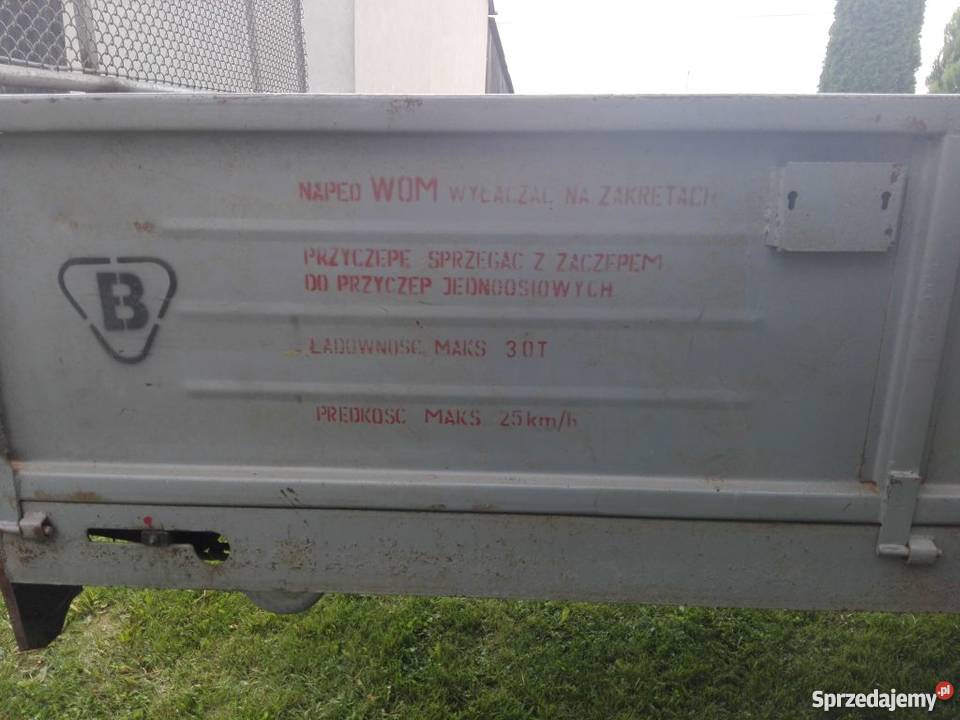 NAPED WOM WYŁACZAC NA ZAKRETACH
PRZYCZEPE SPRZEGAC Z ZACZEPEM
DO PRZYCZEP JEDNOOSIOWYCH
B
ŁADOWNOSC MAKS 3 0T
PREDKOSC MAKS 25km/h
Sprzedajemy.pl